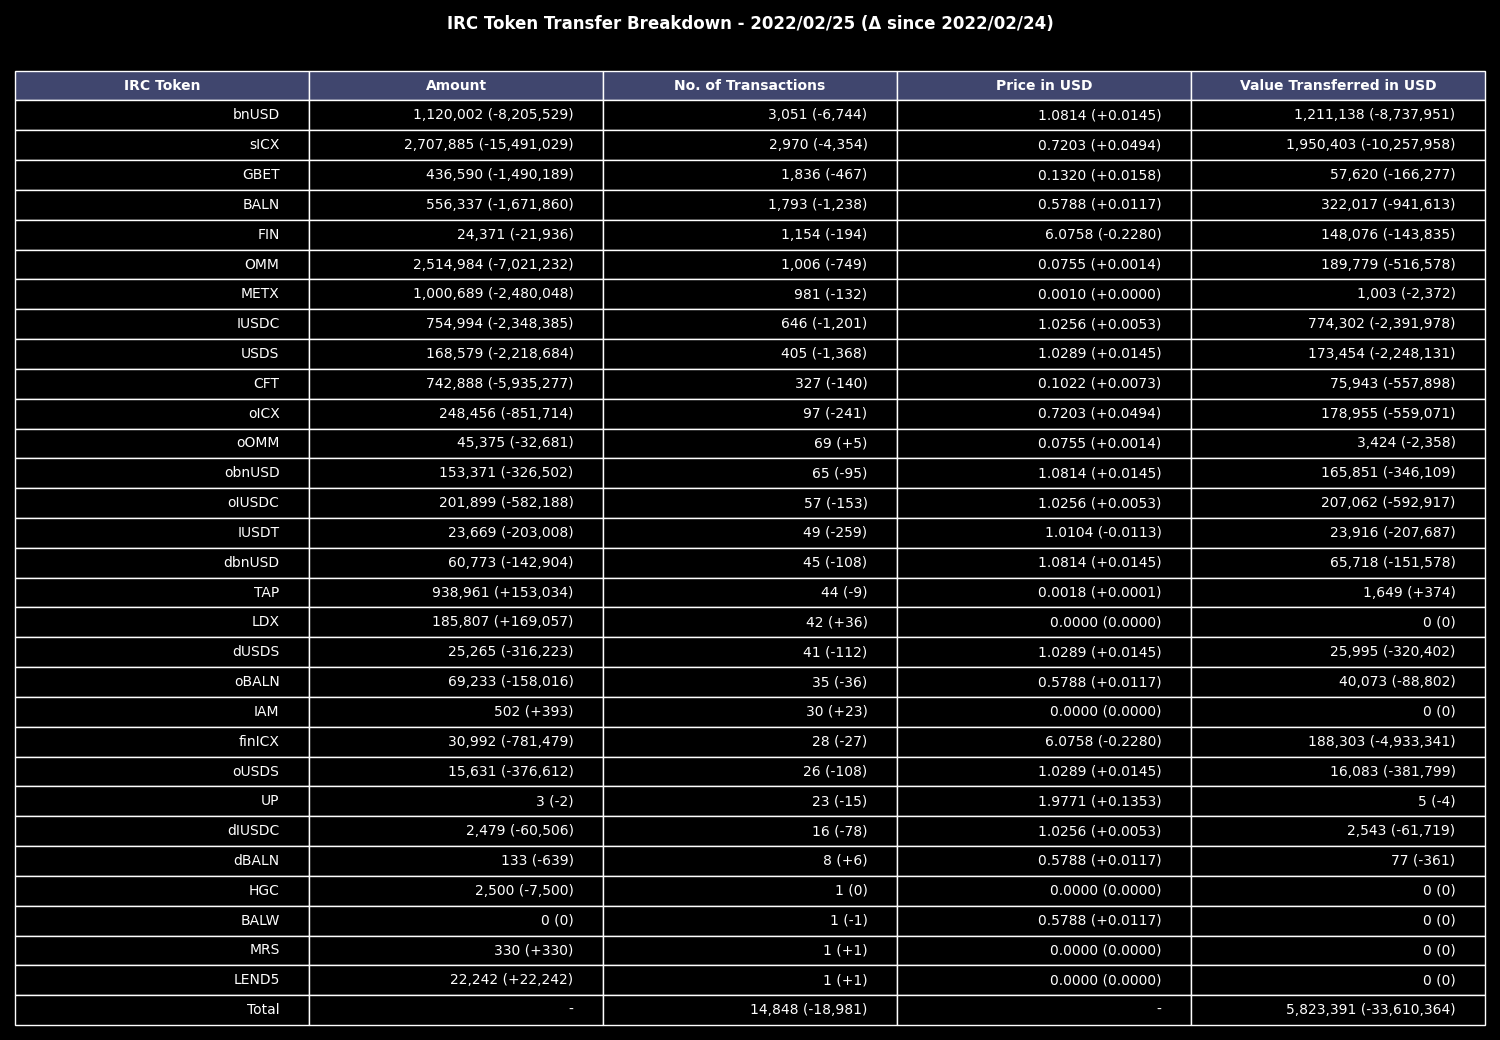 IRC Token Transfer Breakdown - 2022/02/25 (Δ since 2022/02/24)
IRC Token Amount No. of Transactions Price in USD Value Transferred in USD
bnUSD 1,120,002 (-8,205,529) 3,051 (-6,744) 1.0814 (+0.0145) 1,211,138 (-8,737,951)
sICX 2,707,885 (-15,491,029) 2,970 (-4,354) 0.7203 (+0.0494) 1,950,403 (-10,257,958)
GBET 436,590 (-1,490,189) 1,836 (-467) 0.1320 (+0.0158) 57,620 (-166,277)
BALN 556,337 (-1,671,860) 1,793 (-1,238) 0.5788 (+0.0117) 322,017 (-941,613)
FIN 24,371 (-21,936) 1,154 (-194) 6.0758 (-0.2280) 148,076 (-143,835)
OMM 2,514,984 (-7,021,232) 1,006 (-749) 0.0755 (+0.0014) 189,779 (-516,578)
METX 1,000,689 (-2,480,048) 981 (-132) 0.0010 (+0.0000) 1,003 (-2,372)
IUSDC 754,994 (-2,348,385) 646 (-1,201) 1.0256 (+0.0053) 774,302 (-2,391,978)
USDS 168,579 (-2,218,684) 405 (-1,368) 1.0289 (+0.0145) 173,454 (-2,248,131)
CFT 742,888 (-5,935,277) 327 (-140) 0.1022 (+0.0073) 75,943 (-557,898)
oICX 248,456 (-851,714) 97 (-241) 0.7203 (+0.0494) 178,955 (-559,071)
oOMM 45,375 (-32,681) 69 (+5) 0.0755 (+0.0014) 3,424 (-2,358)
obnUSD 153,371 (-326,502) 65 (-95) 1.0814 (+0.0145) 165,851 (-346,109)
oIUSDC 201,899 (-582,188) 57 (-153) 1.0256 (+0.0053) 207,062 (-592,917)
IUSDT 23,669 (-203,008) 49 (-259) 1.0104 (-0.0113) 23,916 (-207,687)
dbnUSD 60,773 (-142,904) 45 (-108) 1.0814 (+0.0145) 65,718 (-151,578)
TAP 938,961 (+153,034) 44 (-9) 0.0018 (+0.0001) 1,649 (+374)
LDX 185,807 (+169,057) 42 (+36) 0.0000 (0.0000) 0 (0)
dUSDS 25,265 (-316,223) 41 (-112) 1.0289 (+0.0145) 25,995 (-320,402)
oBALN 69,233 (-158,016) 35 (-36) 0.5788 (+0.0117) 40,073 (-88,802)
IAM 502 (+393) 30 (+23) 0.0000 (0.0000) 0 (0)
finICX 30,992 (-781,479) 28 (-27) 6.0758 (-0.2280) 188,303 (-4,933,341)
oUSDS 15,631 (-376,612) 26 (-108) 1.0289 (+0.0145) 16,083 (-381,799)
UP 3 (-2) 23 (-15) 1.9771 (+0.1353) 5 (-4)
dIUSDC 2,479 (-60,506) 16 (-78) 1.0256 (+0.0053) 2,543 (-61,719)
dBALN 133 (-639) 8 (+6) 0.5788 (+0.0117) 77 (-361)
HGC 2,500 (-7,500) 1 (0) 0.0000 (0.0000) 0 (0)
BALW 0 (0) 1 (-1) 0.5788 (+0.0117) 0 (0)
MRS 330 (+330) 1 (+1) 0.0000 (0.0000) 0 (0)
LEND5 22,242 (+22,242) 1 (+1) 0.0000 (0.0000) 0 (0)
Total - 14,848 (-18,981) - 5,823,391 (-33,610,364)